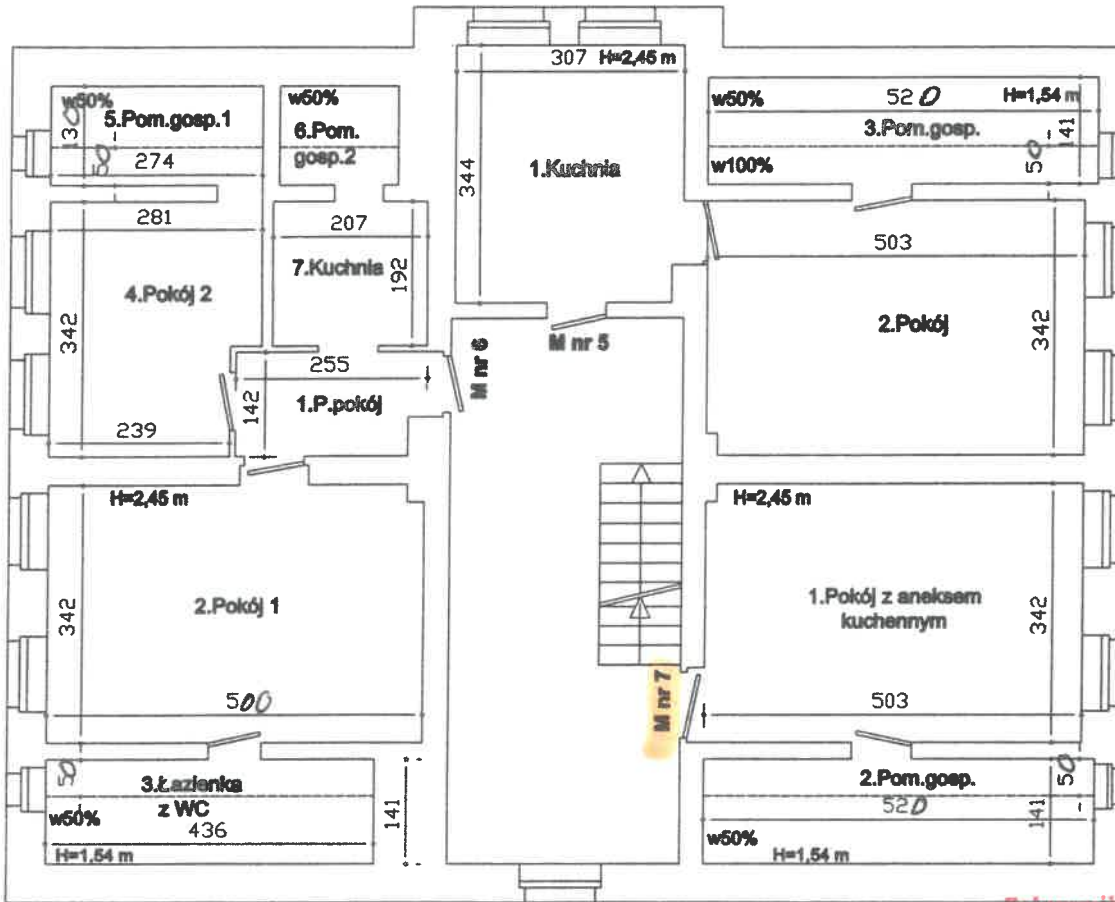 307 H=2,45 m
w50%
130
5.Pom.gosp.1
50
274
w50%
6.Pom.
gosp.2
344
1.Kuchnia
w50%
520
H=1,54 m
3.Pom.gosp.
141
50
w100%
281
4.Pokój 2
342
239
207
7.Kuchnia
192
503
2.Pokój
342
255
1.P.pokój
142
M nr 6
M nr 5
H=2,45 m
2.Pokój 1
342
500
H=2,45 m
1.Pokój z aneksem
kuchennym
342
503
M nr 7
50
3.Łazienka
z WC
w50%
436
H=1,54 m
141
2.Pom.gosp.
520
50
141
w50%
H=1,54 m